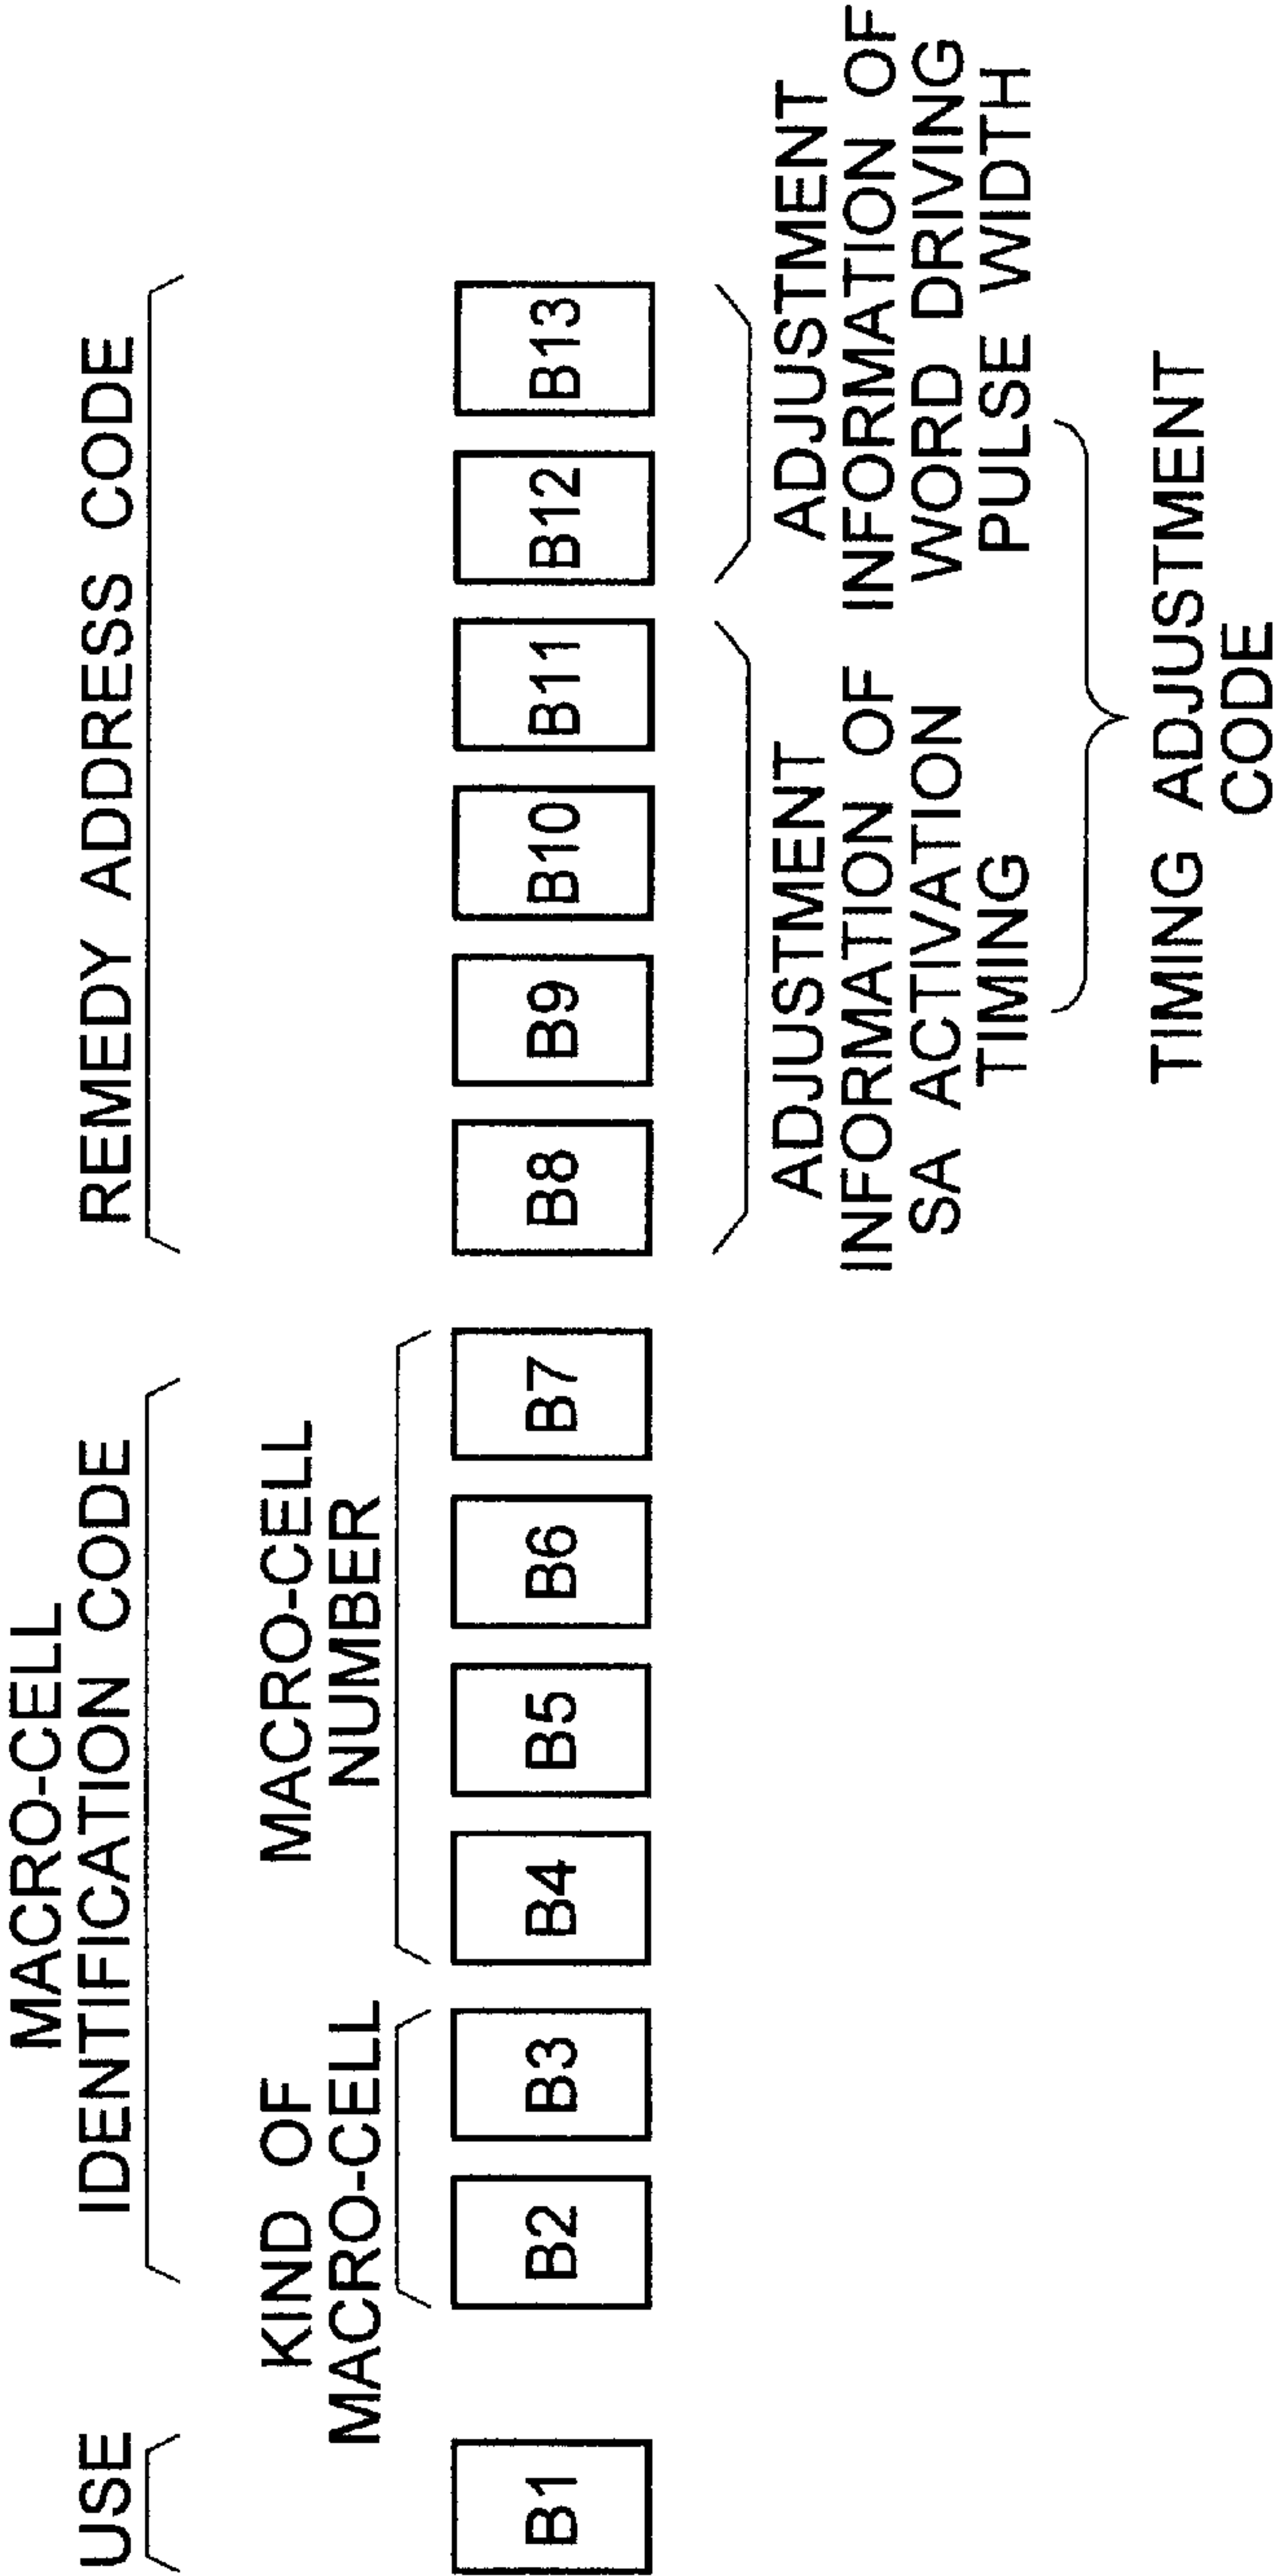 USE
MACRO-CELL
IDENTIFICATION CODE
REMEDY ADDRESS CODE
KIND OF
MACRO-CELL
MACRO-CELL
NUMBER
B1
B2
B3
B4
B5
B6
B7
B8
B9
B10
B11
B12
B13
ADJUSTMENT
INFORMATION OF
SA ACTIVATION
TIMING
ADJUSTMENT
INFORMATION OF
WORD DRIVING
PULSE WIDTH
TIMING ADJUSTMENT
CODE